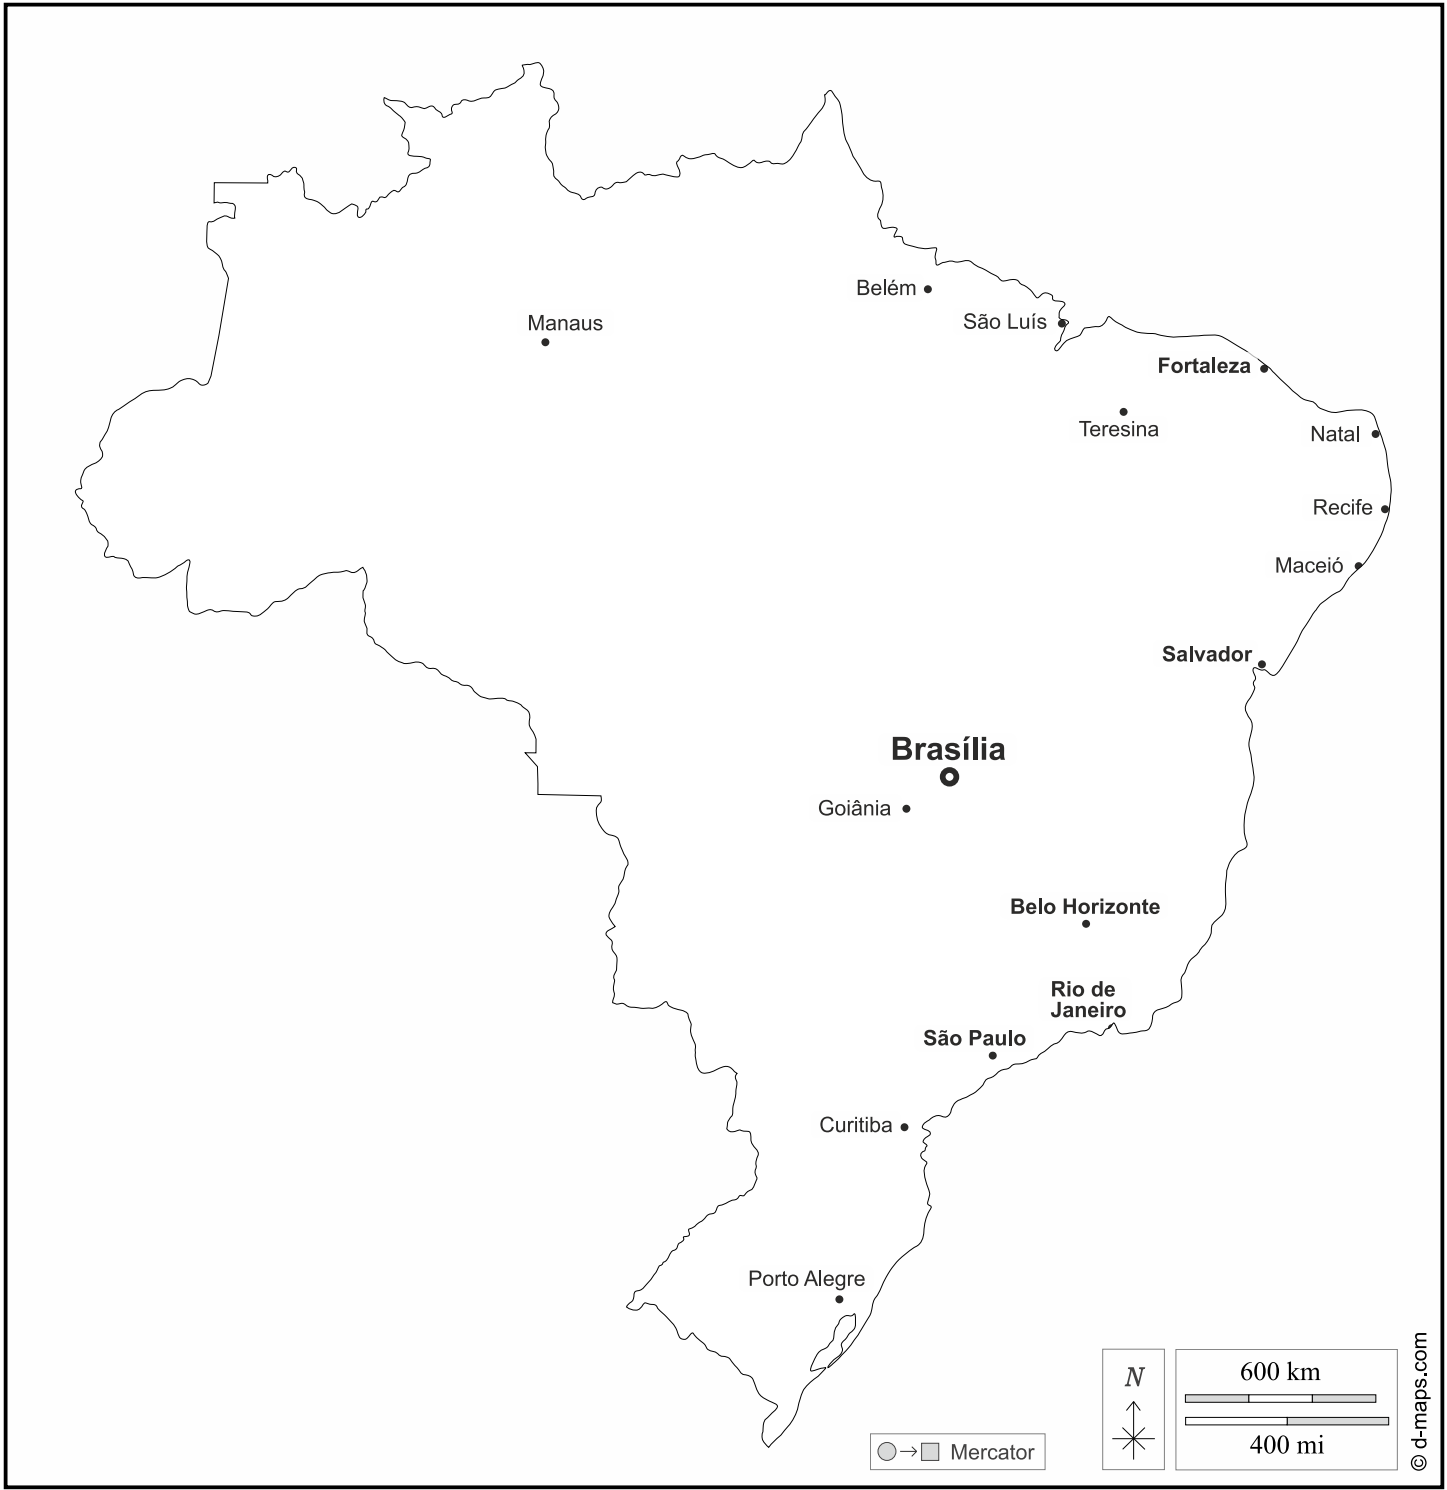 Belém
São Luís
Manaus
Fortaleza
Teresina
Natal
Recife
Maceió
Salvador
Brasília
Goiânia
Belo Horizonte
Rio de
Janeiro
São Paulo
Curitiba
Porto Alegre
N
600 km
400 mi
Mercator
© d-maps.com